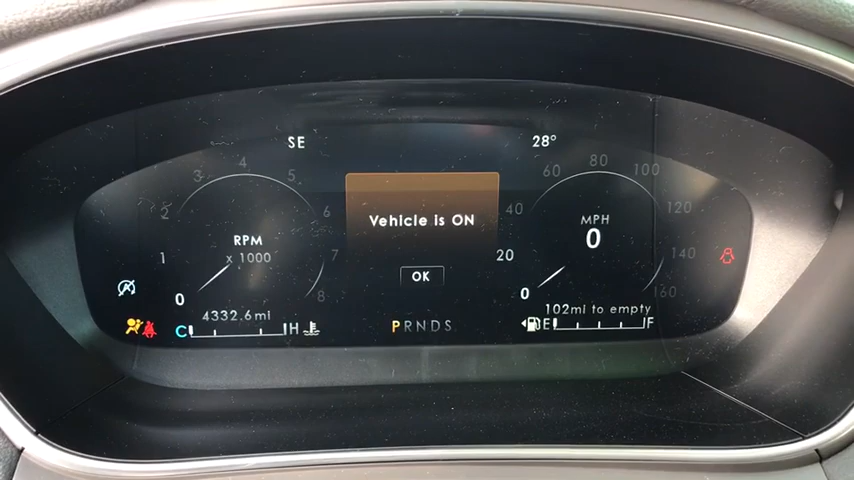 SE
28°
Vehicle is ON
OK
RPM
x 1000
0
1
2
3
4
5
6
7
8
MPH
0
0
20
40
60
80
100
120
140
160
4332.6mi
102mi to empty
C
H
PRNDS
E
F